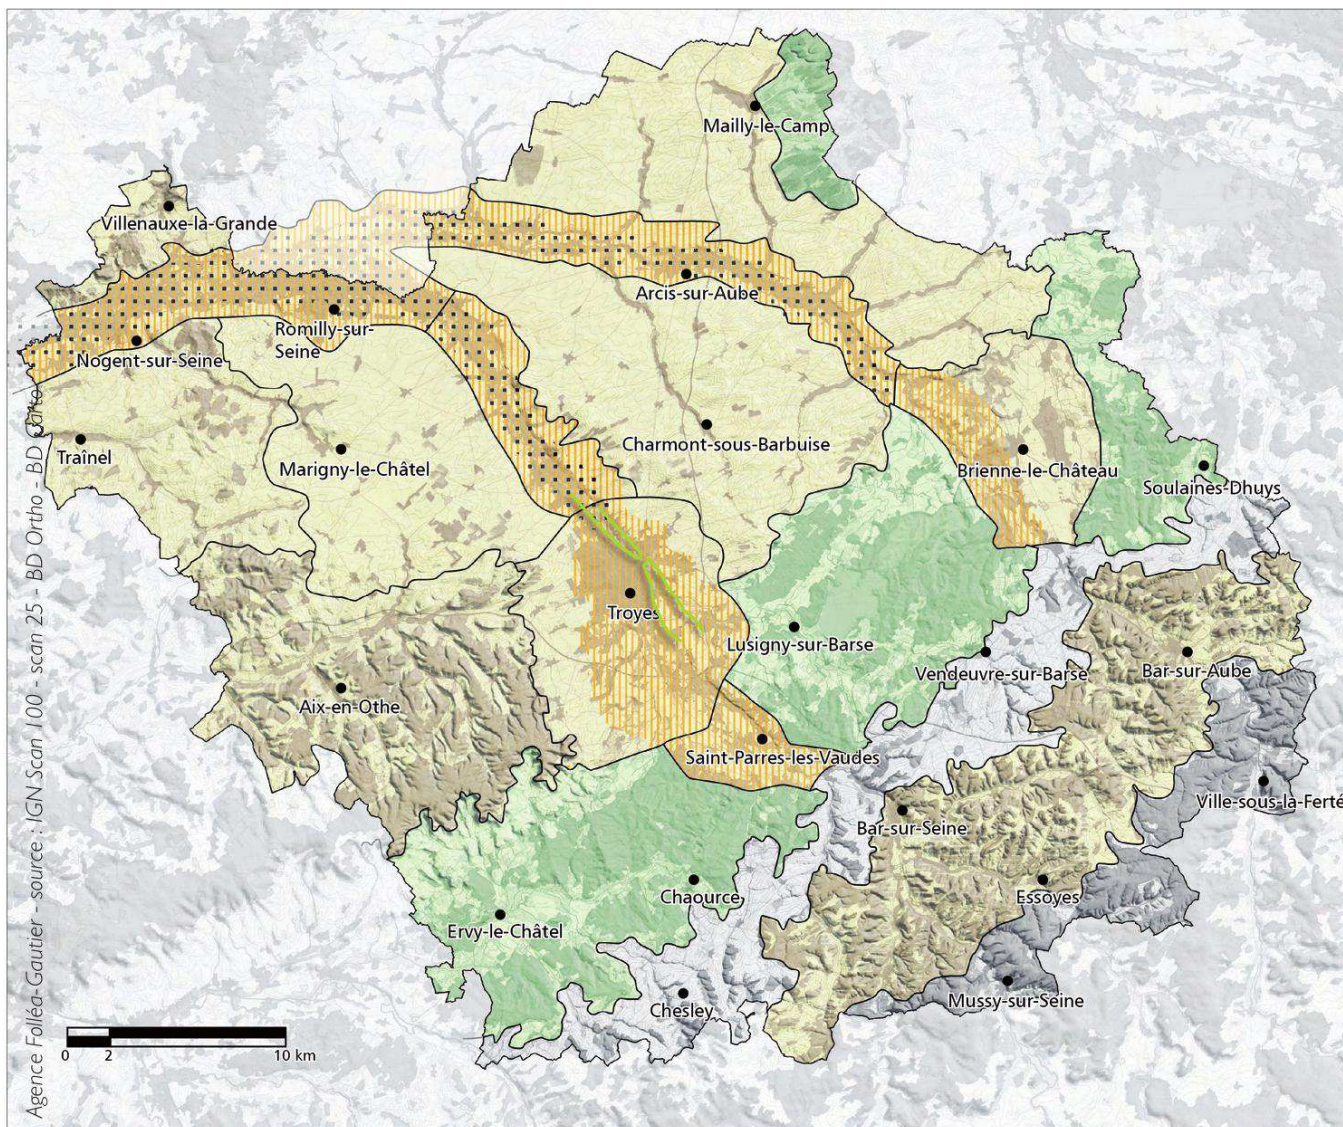 Mailly-le-Camp
Villenauxe-la-Grande
Arcis-sur-Aube
Romilly-sur-
Seine
Nogent-sur-Seine
Traînel
Marigny-le-Châtel
Charmont-sous-Barbuise
Brienne-le-Château
Soulaines-Dhuys
Troyes
Lusigny-sur-Barse
Vendeuvre-sur-Barse
Bar-sur-Aube
Aix-en-Othe
Saint-Parres-les-Vaudes
Ville-sous-la-Ferté
Bar-sur-Seine
Chaource
Essoyes
Ervy-le-Châtel
Chesley
Mussy-sur-Seine
0 2 10 km
Agence Folléa-Gautier - source : IGN Scan 100 - scan 25 - BD Ortho - BD Carto